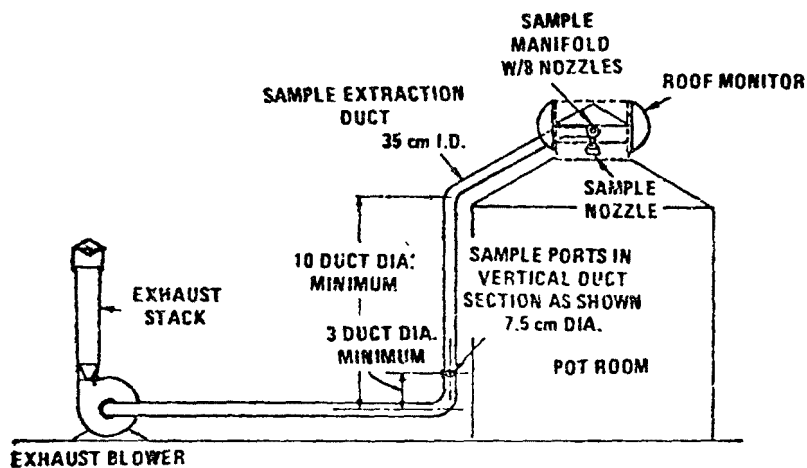 SAMPLE
MANIFOLD
W/8 NOZZLES
ROOF MONITOR
SAMPLE EXTRACTION
DUCT
35 cm I.D.
SAMPLE
NOZZLE
10 DUCT DIA.
MINIMUM
SAMPLE PORTS IN
VERTICAL DUCT
SECTION AS SHOWN
7.5 cm DIA.
EXHAUST
STACK
3 DUCT DIA.
MINIMUM
POT ROOM
EXHAUST BLOWER